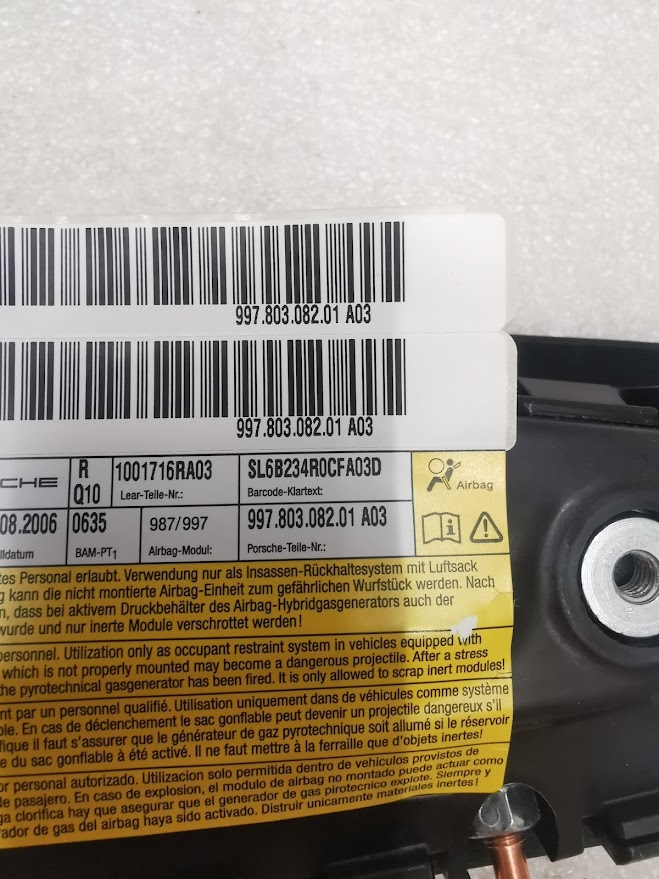 997.803.082.01 A03
997.803.082.01 A03
CHE R 1001716RA03 SL6B234R0CFA03D
Q10 Lear-Teile-Nr.: Barcode-Klartext: Airbag
08.2006 0635 987/997 997.803.082.01 A03
lldatum BAM-PT1 Airbag-Modul: Porsche-Teile-Nr.:
tes Personal erlaubt. Verwendung nur als Insassen-Rückhaltesystem mit Luftsack
g kann die nicht montierte Airbag-Einheit zum gefährlichen Wurfstück werden. Nach
n, dass bei aktivem Druckbehälter des Airbag-Hybridgasgenerators auch der
wurde und nur inerte Module verschrottet werden!
personnel. Utilization only as occupant restraint system in vehicles equipped with
which is not properly mounted may become a dangerous projectile. After a stress
the pyrotechnical gasgenerator has been fired. It is only allowed to scrap inert modules!
nt par un personnel qualifié. Utilisation uniquement dans de véhicules comme système
ble. En cas de déclenchement le sac gonflable peut devenir un projectile dangereux s'il
ifique il faut s'assurer que le générateur de gaz pyrotechnique soit allumé si le réservoir
e du sac gonflable à été activé. Il ne faut mettre à la ferraille que d'objets inertes!
or personal autorizado. Utilizacion solo permitida dentro de vehiculos provistos de
de pasajero. En caso de explosion, el modulo de airbag no montado puede actuar como
ga clorifica hay que asegurar que el generador de gas pirotecnico explote. Siempre y
rador de gas del airbag haya sido activado. Distruir unicamente materiales inertes!